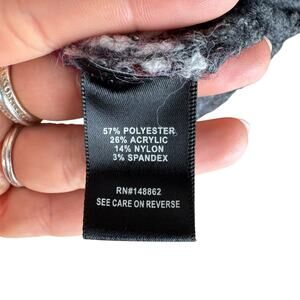 57% POLYESTER
26% ACRYLIC
14% NYLON
3% SPANDEX
RN#148862
SEE CARE ON REVERSE